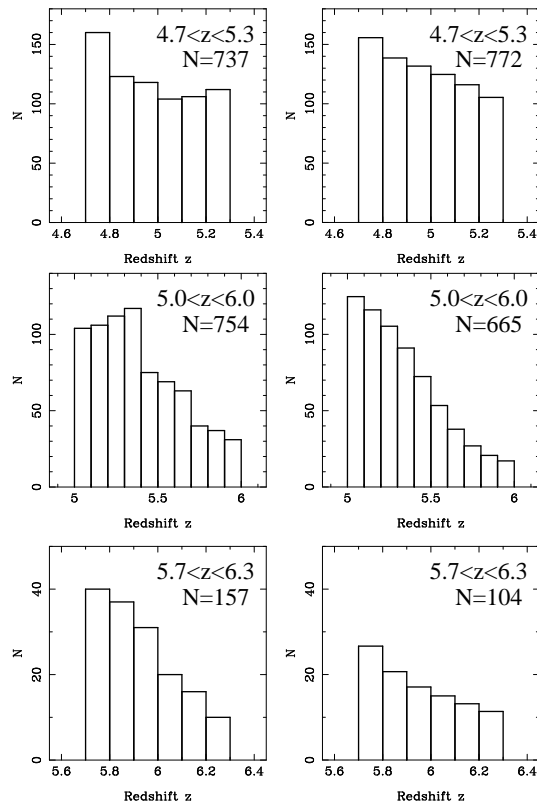 4.7<z<5.3
N=737
N
0 50 100 150
4.6 4.8 5 5.2 5.4
Redshift z
4.7<z<5.3
N=772
N
0 50 100 150
4.6 4.8 5 5.2 5.4
Redshift z
5.0<z<6.0
N=754
N
0 50 100
5 5.5 6
Redshift z
5.0<z<6.0
N=665
N
0 50 100
5 5.5 6
Redshift z
5.7<z<6.3
N=157
N
0 20 40
5.6 5.8 6 6.2 6.4
Redshift z
5.7<z<6.3
N=104
N
0 20 40
5.6 5.8 6 6.2 6.4
Redshift z